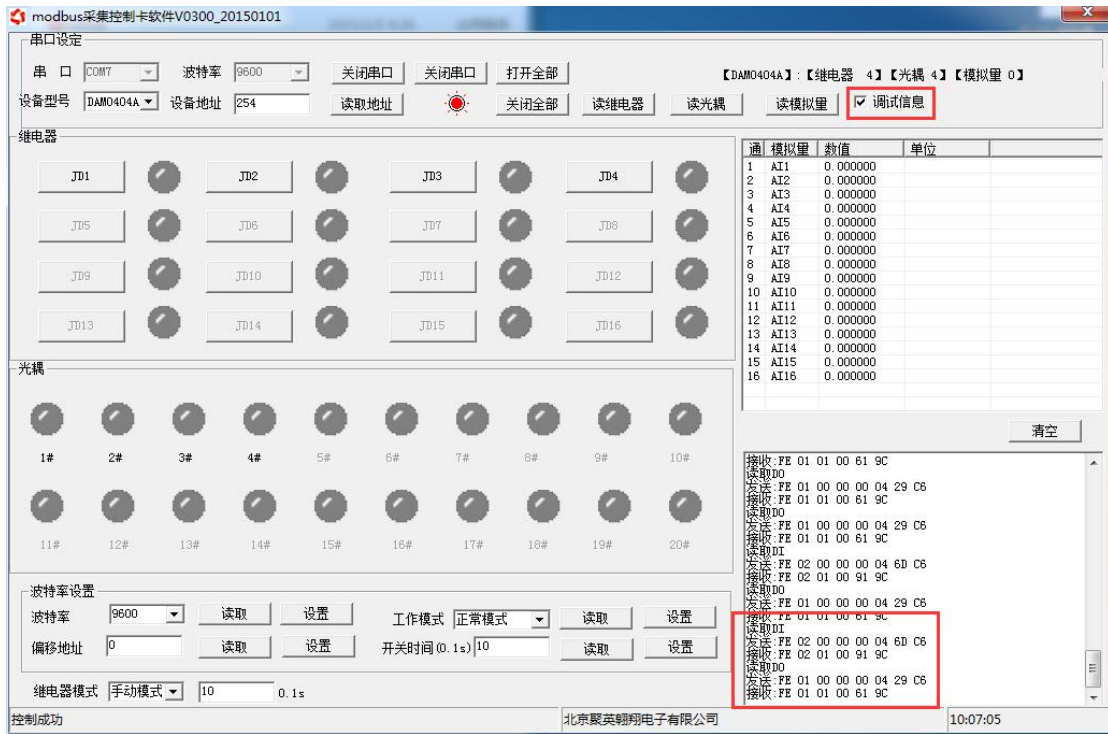 modbus采集控制卡软件V0300_20150101
串口设定
串 口 COM7 波特率 9600 关闭串口 关闭串口 打开全部 【DAM0404A】:【继电器 4】【光耦 4】【模拟量 0】
设备型号 DAM0404A 设备地址 254 读取地址 关闭全部 读继电器 读光耦 读模拟量 调试信息
继电器
JD1 JD2 JD3 JD4
JD5 JD6 JD7 JD8
JD9 JD10 JD11 JD12
JD13 JD14 JD15 JD16
通 模拟量 数值 单位
1 AI1 0.000000
2 AI2 0.000000
3 AI3 0.000000
4 AI4 0.000000
5 AI5 0.000000
6 AI6 0.000000
7 AI7 0.000000
8 AI8 0.000000
9 AI9 0.000000
10 AI10 0.000000
11 AI11 0.000000
12 AI12 0.000000
13 AI13 0.000000
14 AI14 0.000000
15 AI15 0.000000
16 AI16 0.000000
光耦
1# 2# 3# 4# 5# 6# 7# 8# 9# 10#
11# 12# 13# 14# 15# 16# 17# 18# 19# 20#
清空
接收:FE 01 01 00 61 9C
读取DO
发送:FE 01 00 00 00 04 29 C6
接收:FE 01 01 00 61 9C
读取DO
发送:FE 01 00 00 00 04 29 C6
接收:FE 01 01 00 61 9C
读取DI
发送:FE 02 00 00 00 04 6D C6
接收:FE 02 01 00 91 9C
读取DO
发送:FE 01 00 00 00 04 29 C6
接收:FE 01 01 00 61 9C
读取DI
发送:FE 02 00 00 00 04 6D C6
接收:FE 02 01 00 91 9C
读取DO
发送:FE 01 00 00 00 04 29 C6
接收:FE 01 01 00 61 9C
波特率设置
波特率 9600 读取 设置 工作模式 正常模式 读取 设置
偏移地址 0 读取 设置 开关时间(0.1s) 10 读取 设置
继电器模式 手动模式 10 0.1s
控制成功 北京聚英翱翔电子有限公司 10:07:05